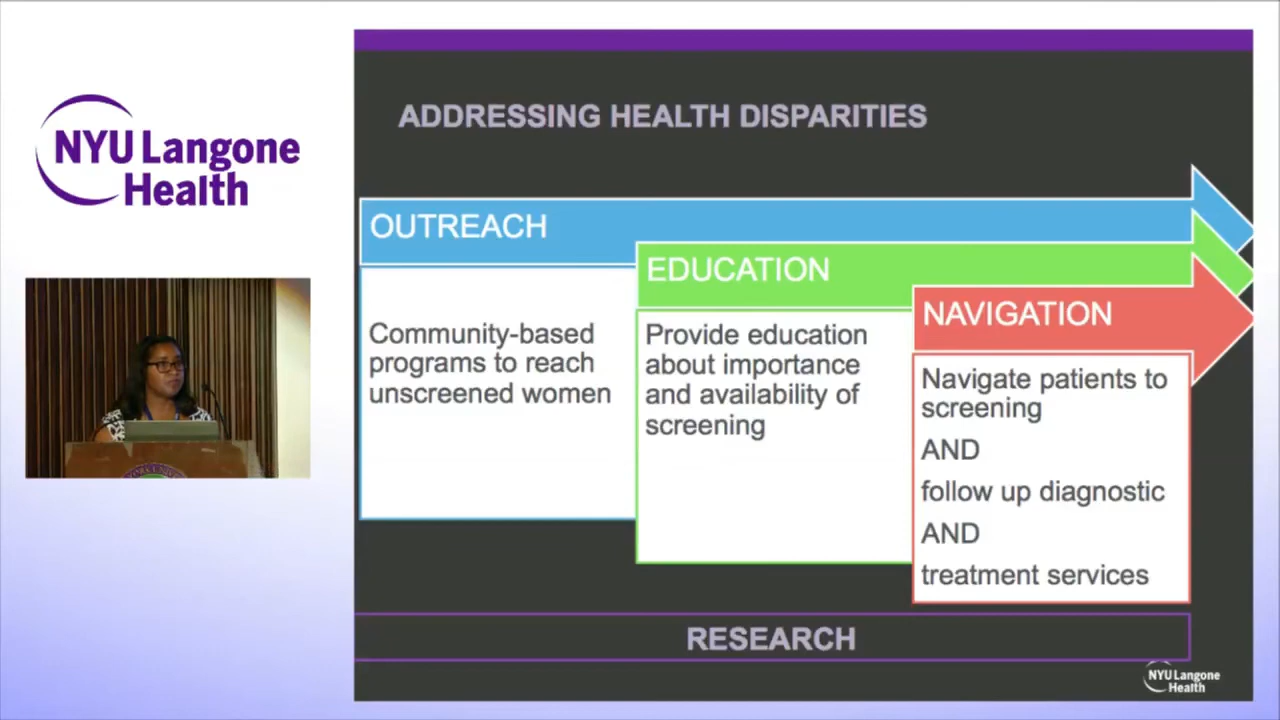 NYU Langone
Health
ADDRESSING HEALTH DISPARITIES
OUTREACH
Community-based
programs to reach
unscreened women
EDUCATION
Provide education
about importance
and availability of
screening
NAVIGATION
Navigate patients to
screening
AND
follow up diagnostic
AND
treatment services
RESEARCH
NYU Langone
Health